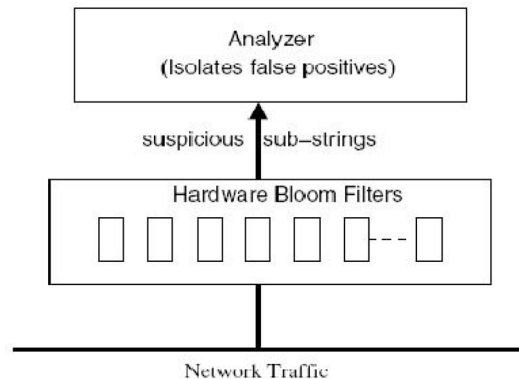 Analyzer
(Isolates false positives)
suspicious sub-strings
Hardware Bloom Filters
Network Traffic